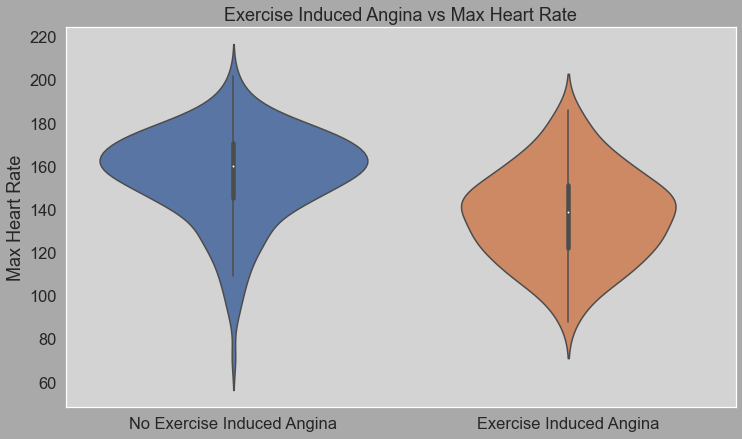 Exercise Induced Angina vs Max Heart Rate
Max Heart Rate
220
200
180
160
140
120
100
80
60
No Exercise Induced Angina
Exercise Induced Angina